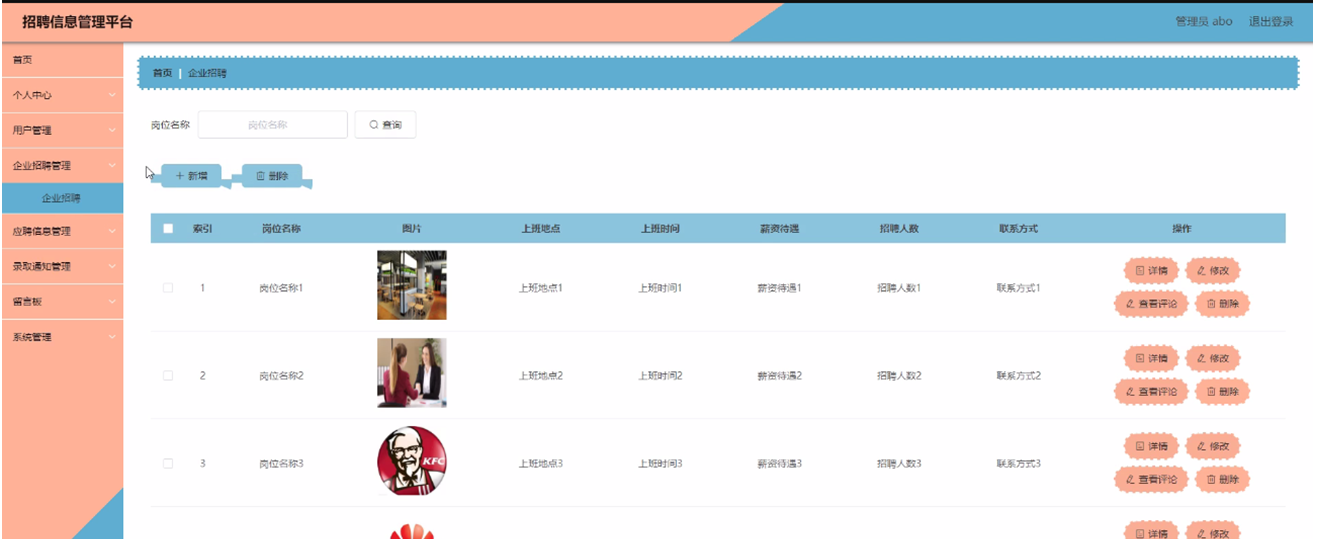 招聘信息管理平台
管理员 abo 退出登录
首页
个人中心
用户管理
企业招聘管理
企业招聘
应聘信息管理
录取通知管理
留言板
系统管理
首页 | 企业招聘
岗位名称 岗位名称 查询
+ 新增 删除
索引 岗位名称 图片 上班地点 上班时间 薪资待遇 招聘人数 联系方式 操作
1 岗位名称1 上班地点1 上班时间1 薪资待遇1 招聘人数1 联系方式1 详情 修改
查看评论 删除
2 岗位名称2 上班地点2 上班时间2 薪资待遇2 招聘人数2 联系方式2 详情 修改
查看评论 删除
3 岗位名称3 KFC 上班地点3 上班时间3 薪资待遇3 招聘人数3 联系方式3 详情 修改
查看评论 删除
详情 修改